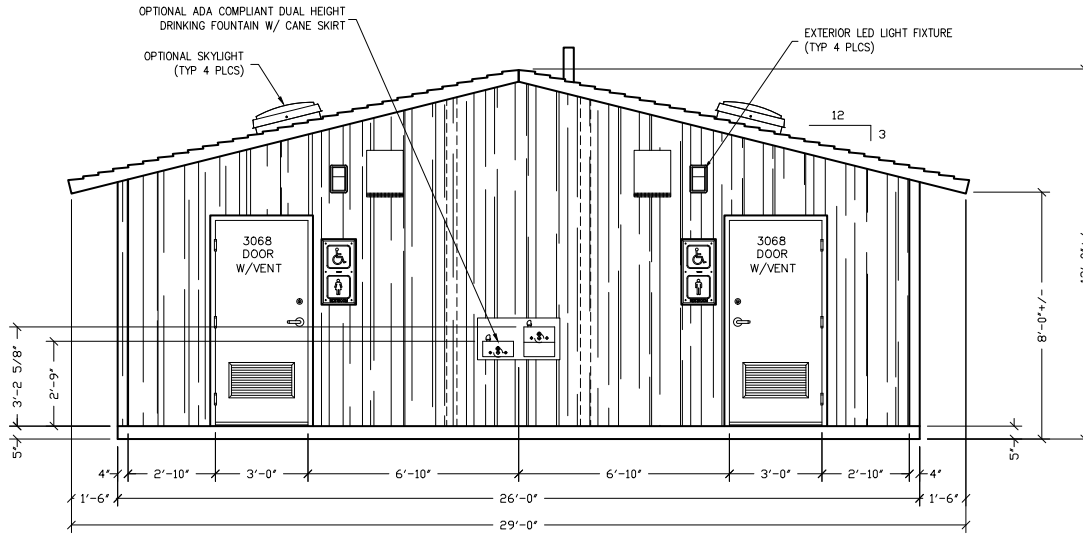 OPTIONAL ADA COMPLIANT DUAL HEIGHT
DRINKING FOUNTAIN W/ CANE SKIRT
OPTIONAL SKYLIGHT
(TYP 4 PLCS)
EXTERIOR LED LIGHT FIXTURE
(TYP 4 PLCS)
12
3
3068
DOOR
W/VENT
3068
DOOR
W/VENT
8'-0"+/-
3'-2 5/8"
2'-9"
5"
5"
4"
2'-10"
3'-0"
6'-10"
6'-10"
3'-0"
2'-10"
4"
1'-6"
26'-0"
1'-6"
29'-0"